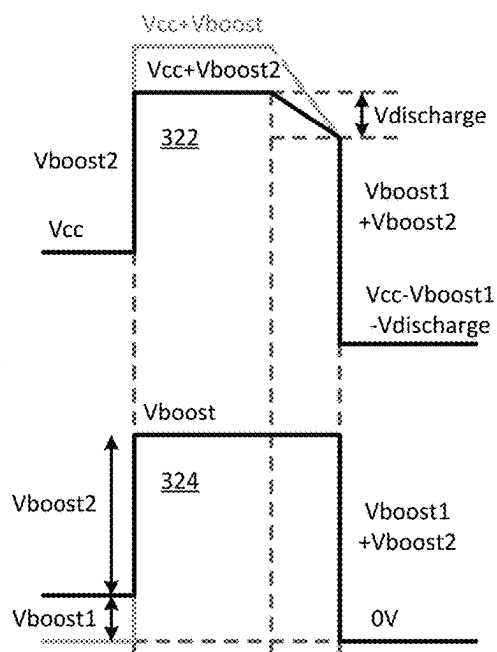 Vcc+Vboost
Vcc+Vboost2
Vdischarge
322
Vboost2
Vboost1
+Vboost2
Vcc
Vcc-Vboost1
-Vdischarge
Vboost
324
Vboost2
Vboost1
+Vboost2
Vboost1
0V